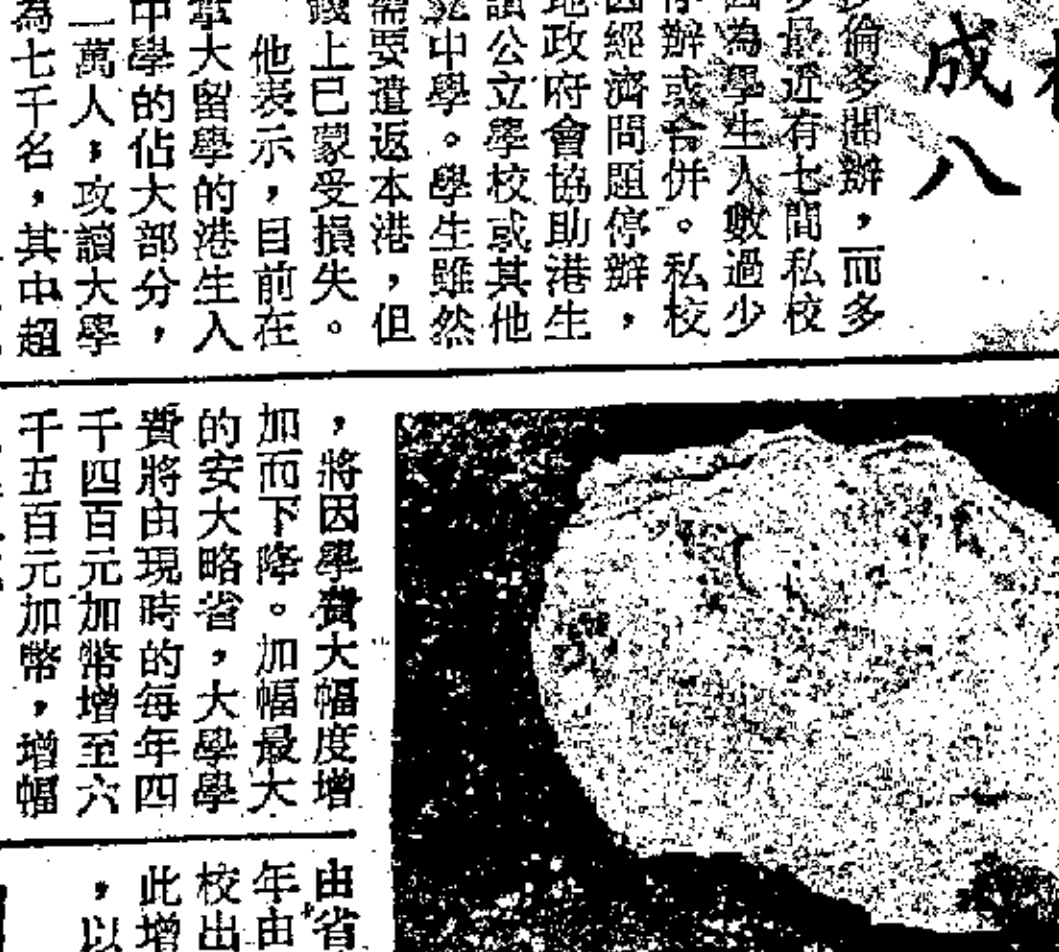 成八
多倫多開辦，而多
多最近有七間私校
因為學生人數過少
停辦或合併。私校
因經濟問題停辦，
地政府會協助港生
讀公立學校或其他
立中學。學生雖然
需要遣返本港，但
錢上已蒙受損失。
他表示，目前在
拿大留學的港生入
中學的佔大部分，
二萬人，攻讀大學
為七千名，其中超
，將因學費大幅度增
加而下降。加幅最大
的安大略省，大學學
費將由現時的每年四
千四百元加幣增至六
千五百元加幣，增幅
由省
年由
校出
此增
，以